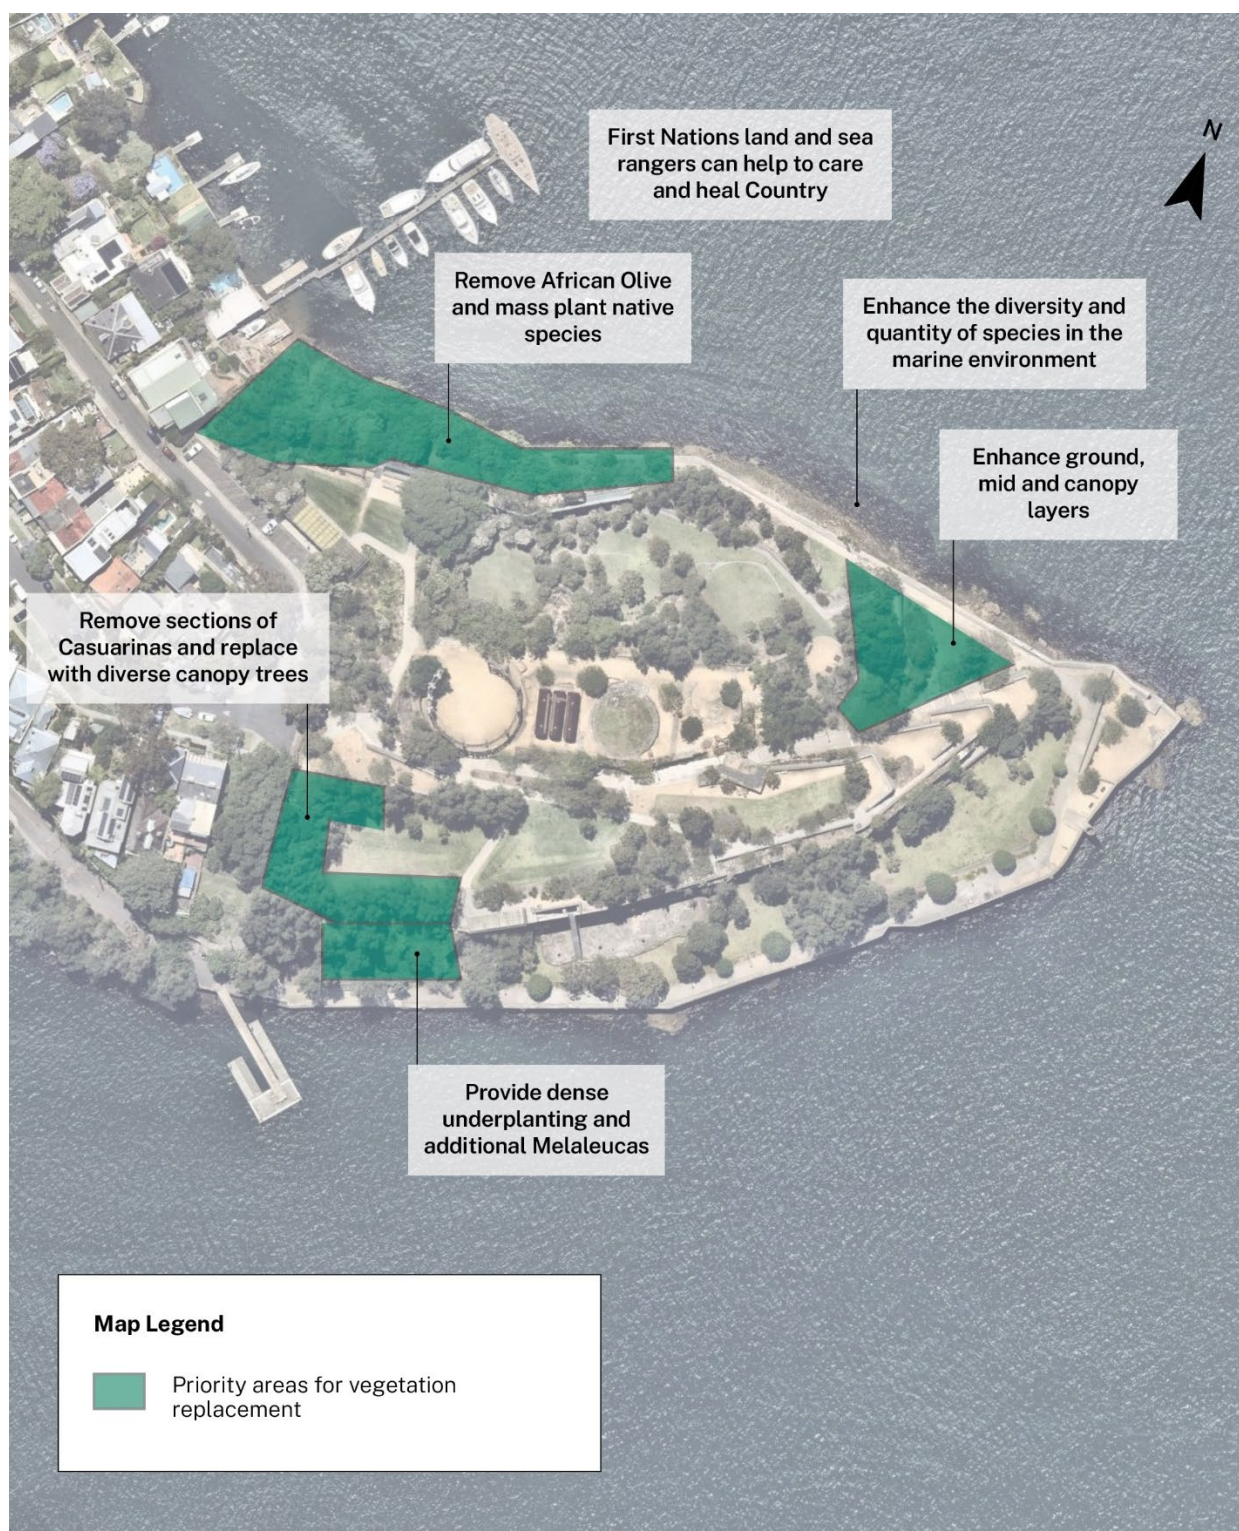 First Nations land and sea
rangers can help to care
and heal Country
N
Remove African Olive
and mass plant native
species
Enhance the diversity and
quantity of species in the
marine environment
Enhance ground,
mid and canopy
layers
Remove sections of
Casuarinas and replace
with diverse canopy trees
Provide dense
underplanting and
additional Melaleucas
Map Legend
Priority areas for vegetation
replacement